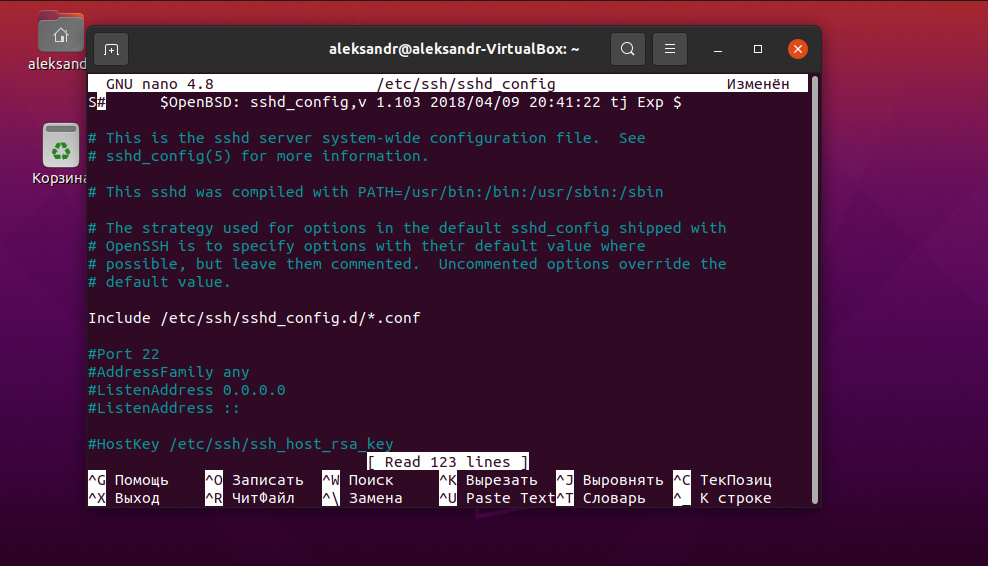 aleksandr@aleksandr-VirtualBox: ~
aleksand
Корзина
GNU nano 4.8 /etc/ssh/sshd_config Изменён
S# $OpenBSD: sshd_config,v 1.103 2018/04/09 20:41:22 tj Exp $
# This is the sshd server system-wide configuration file. See
# sshd_config(5) for more information.
# This sshd was compiled with PATH=/usr/bin:/bin:/usr/sbin:/sbin
# The strategy used for options in the default sshd_config shipped with
# OpenSSH is to specify options with their default value where
# possible, but leave them commented. Uncommented options override the
# default value.
Include /etc/ssh/sshd_config.d/*.conf
#Port 22
#AddressFamily any
#ListenAddress 0.0.0.0
#ListenAddress ::
#HostKey /etc/ssh/ssh_host_rsa_key
[ Read 123 lines ]
^G Помощь ^O Записать ^W Поиск ^K Вырезать ^J Выровнять ^C ТекПозиц
^X Выход ^R ЧитФайл ^\ Замена ^U Paste Text ^T Словарь ^_ К строке